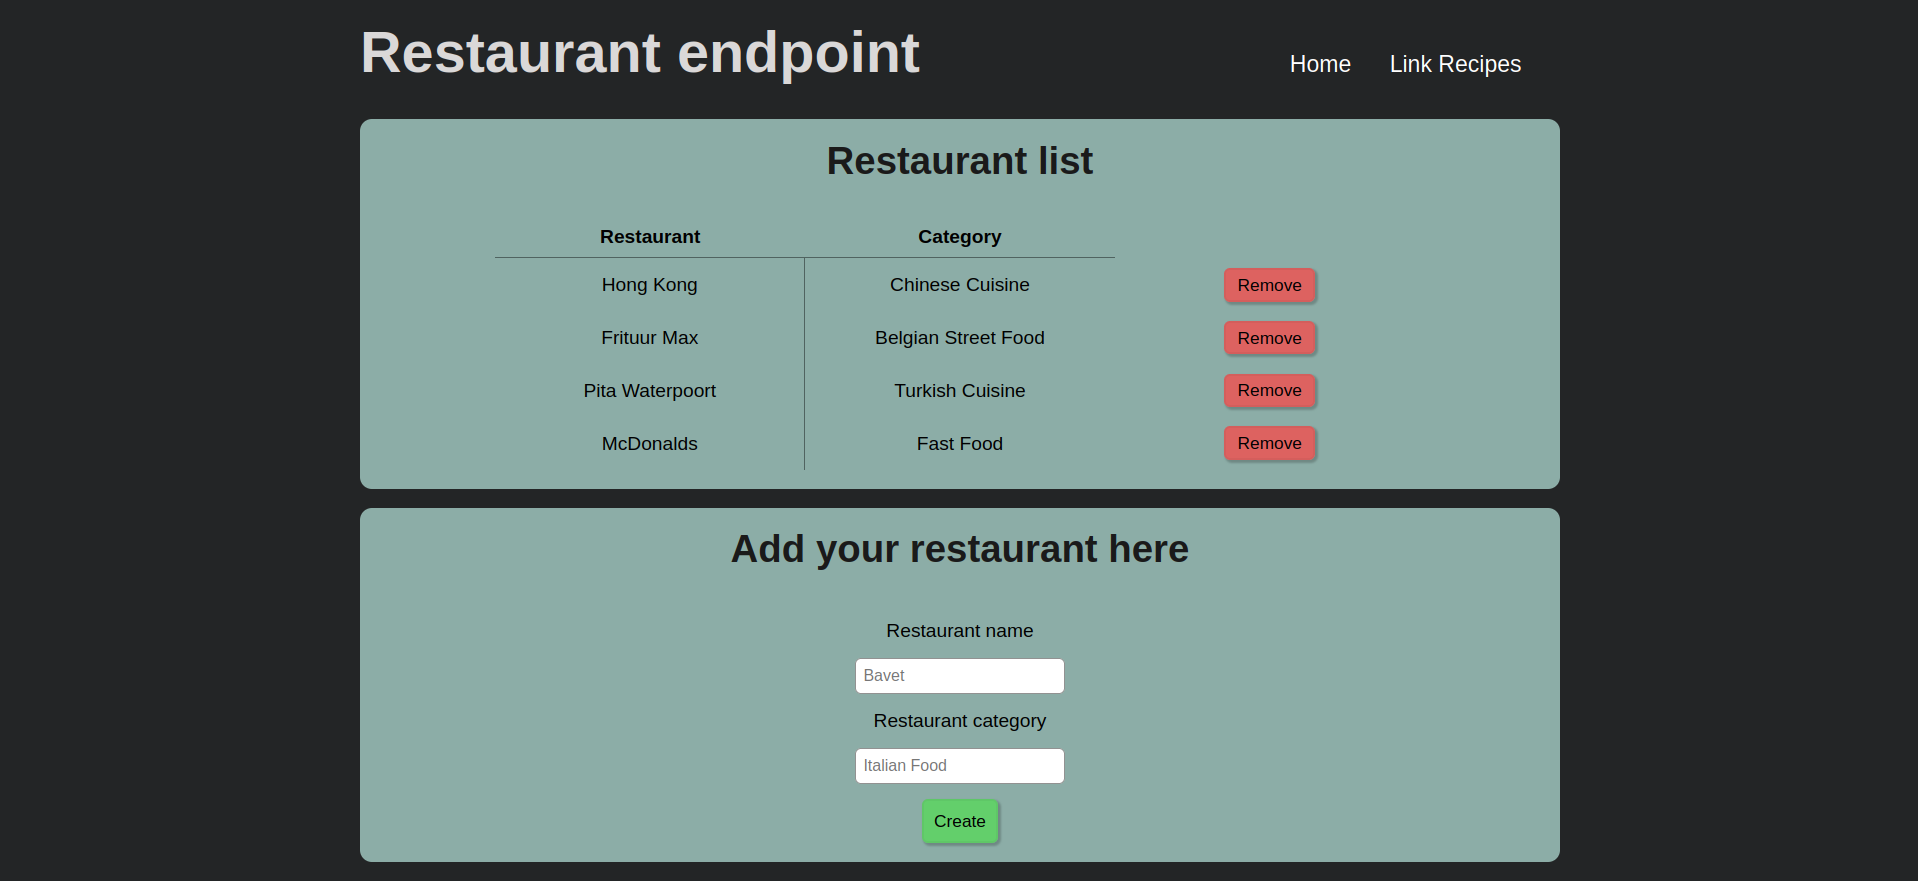 Restaurant endpoint
Home Link Recipes
Restaurant list
Restaurant Category
Hong Kong Chinese Cuisine Remove
Frituur Max Belgian Street Food Remove
Pita Waterpoort Turkish Cuisine Remove
McDonalds Fast Food Remove
Add your restaurant here
Restaurant name
Bavet
Restaurant category
Italian Food
Create